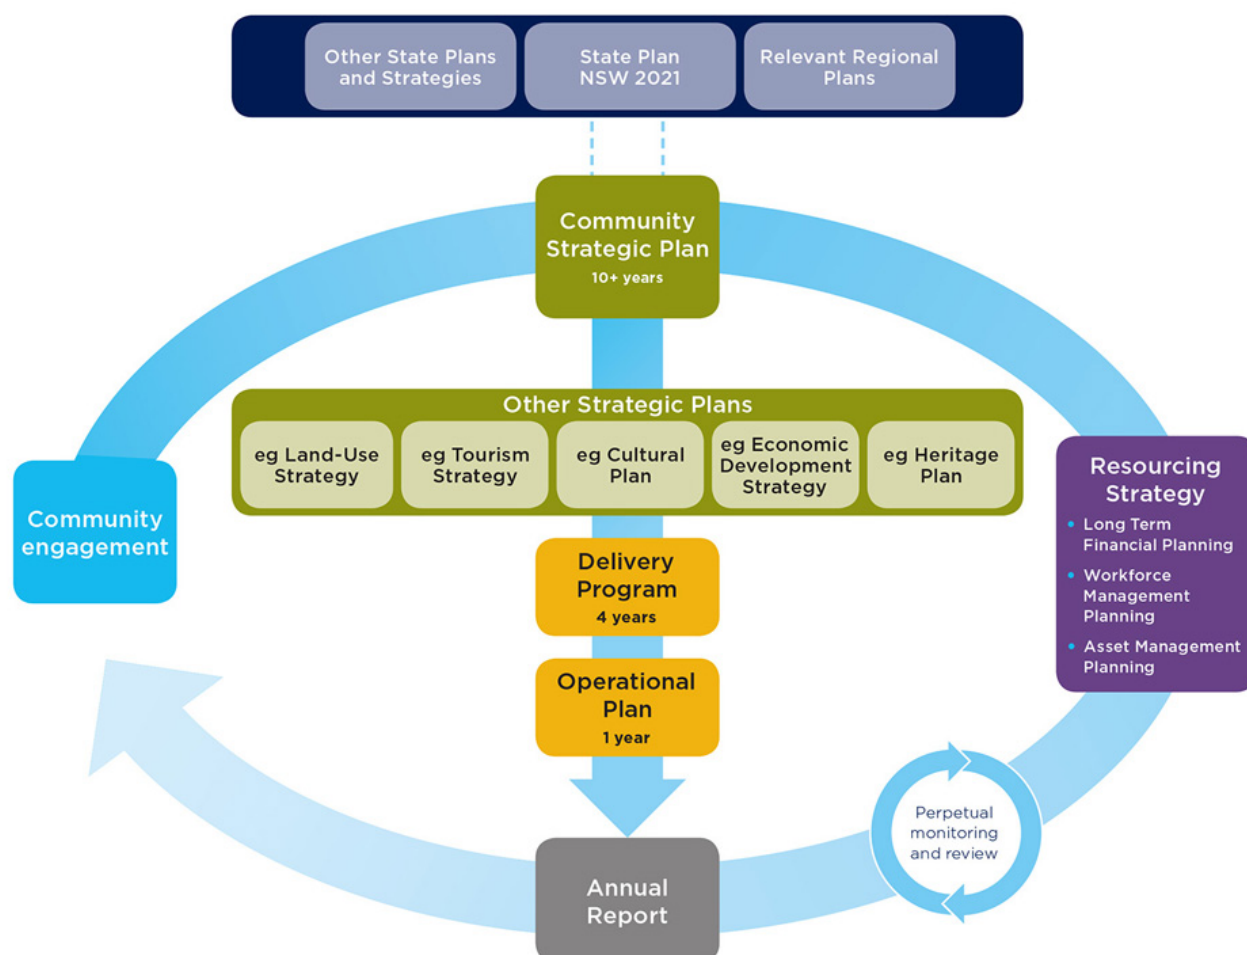 Other State Plans
and Strategies
State Plan
NSW 2021
Relevant Regional
Plans
Community
Strategic Plan
10+ years
Other Strategic Plans
eg Land-Use
Strategy
eg Tourism
Strategy
eg Cultural
Plan
eg Economic
Development
Strategy
eg Heritage
Plan
Community
engagement
Resourcing
Strategy
• Long Term
Financial Planning
• Workforce
Management
Planning
• Asset Management
Planning
Delivery
Program
4 years
Operational
Plan
1 year
Perpetual
monitoring
and review
Annual
Report